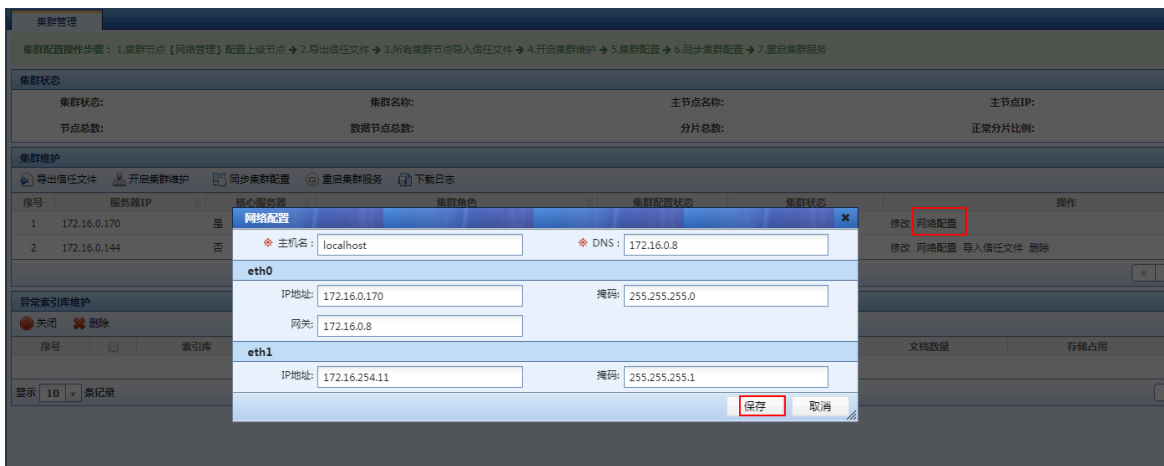 集群管理
集群配置操作步骤：1.集群节点【网络管理】配置上级节点➔2.导出信任文件➔3.所有集群节点导入信任文件➔4.开启集群维护➔5.集群配置➔6.同步集群配置➔7.重启集群服务
集群状态
集群状态: 集群名称: 主节点名称: 主节点IP:
节点总数: 数据节点总数: 分片总数: 正常分片比例:
集群维护
导出信任文件 开启集群维护 同步集群配置 重启集群服务 下载日志
序号 服务器IP 核心服务器 集群角色 集群配置状态 集群状态 操作
1 172.16.0.170 是 修改 网络配置
2 172.16.0.144 否 修改 网络配置 导入信任文件 删除
网络配置
※ 主机名: localhost ※ DNS: 172.16.0.8
eth0
IP地址: 172.16.0.170 掩码: 255.255.255.0
网关: 172.16.0.8
eth1
IP地址: 172.16.254.11 掩码: 255.255.255.1
保存 取消
«
异常索引库维护
关闭 删除
序号 索引库 文档数量 存储占用
显示 10 条记录